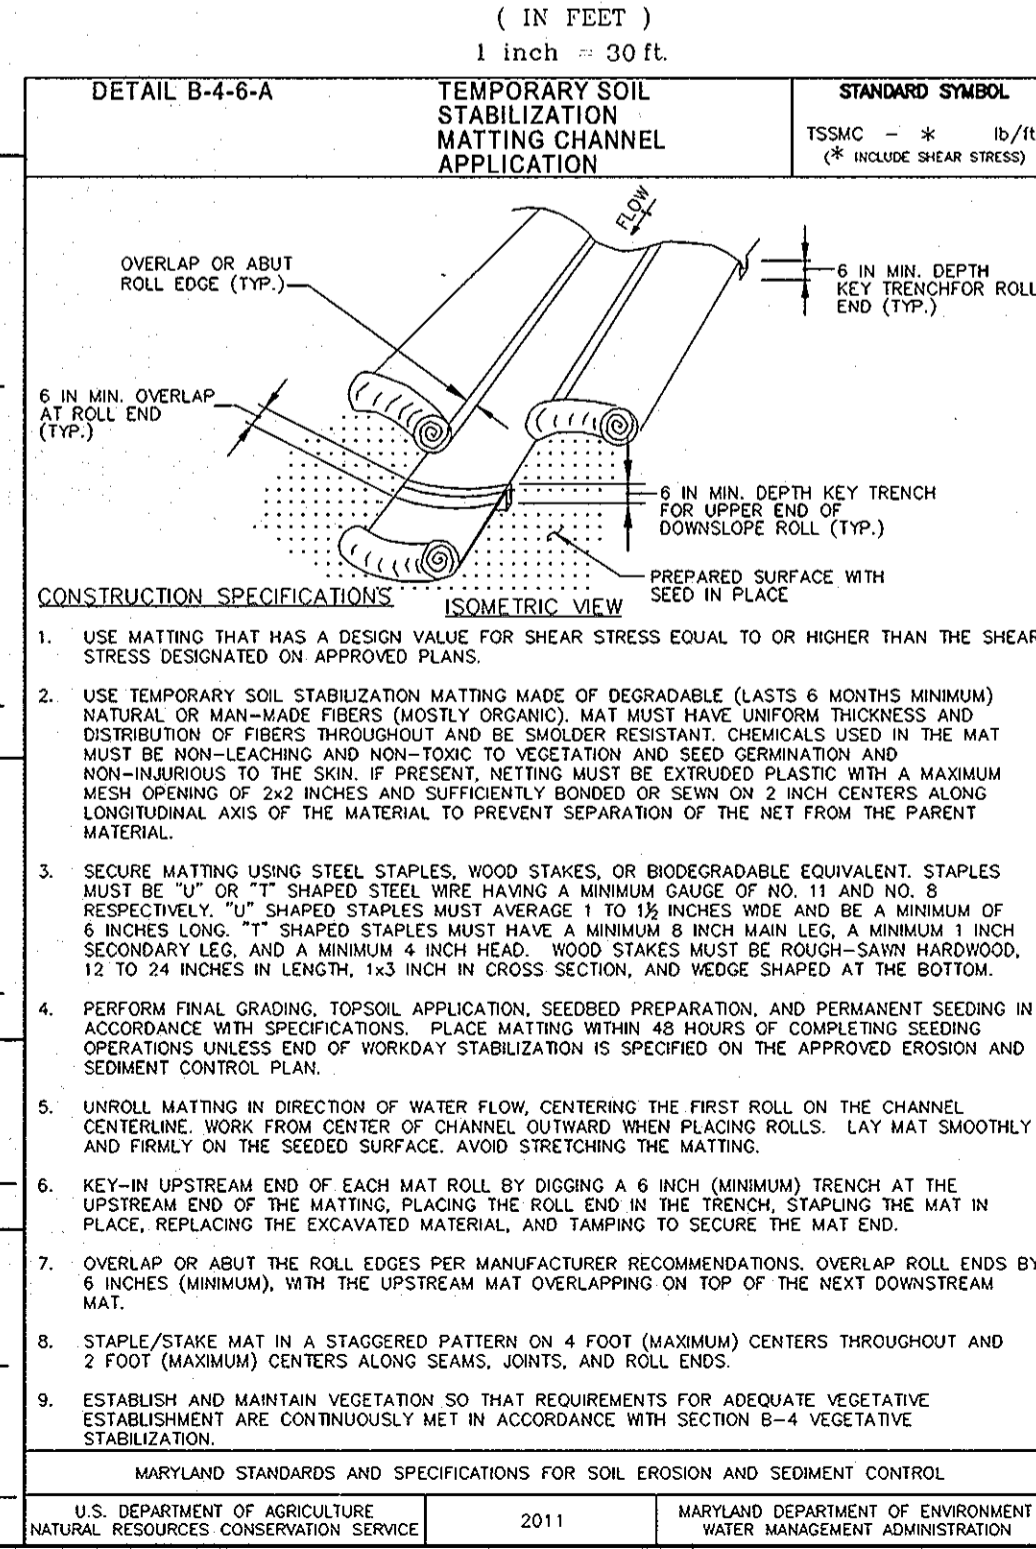 ( IN FEET )
1 inch = 30 ft.
DETAIL B-4-6-A
TEMPORARY SOIL
STABILIZATION
MATTING CHANNEL
APPLICATION
STANDARD SYMBOL
TSSMC - * lb/ft
(* INCLUDE SHEAR STRESS)
FLOW
OVERLAP OR ABUT
ROLL EDGE (TYP.)
6 IN MIN. DEPTH
KEY TRENCHFOR ROLL
END (TYP.)
6 IN MIN. OVERLAP
AT ROLL END
(TYP.)
6 IN MIN. DEPTH KEY TRENCH
FOR UPPER END OF
DOWNSLOPE ROLL (TYP.)
PREPARED SURFACE WITH
SEED IN PLACE
CONSTRUCTION SPECIFICATIONS
ISOMETRIC VIEW
1. USE MATTING THAT HAS A DESIGN VALUE FOR SHEAR STRESS EQUAL TO OR HIGHER THAN THE SHEAR
STRESS DESIGNATED ON APPROVED PLANS.
2. USE TEMPORARY SOIL STABILIZATION MATTING MADE OF DEGRADABLE (LASTS 6 MONTHS MINIMUM)
NATURAL OR MAN-MADE FIBERS (MOSTLY ORGANIC). MAT MUST HAVE UNIFORM THICKNESS AND
DISTRIBUTION OF FIBERS THROUGHOUT AND BE SMOLDER RESISTANT. CHEMICALS USED IN THE MAT
MUST BE NON-LEACHING AND NON-TOXIC TO VEGETATION AND SEED GERMINATION AND
NON-INJURIOUS TO THE SKIN. IF PRESENT, NETTING MUST BE EXTRUDED PLASTIC WITH A MAXIMUM
MESH OPENING OF 2x2 INCHES AND SUFFICIENTLY BONDED OR SEWN ON 2 INCH CENTERS ALONG
LONGITUDINAL AXIS OF THE MATERIAL TO PREVENT SEPARATION OF THE NET FROM THE PARENT
MATERIAL.
3. SECURE MATTING USING STEEL STAPLES, WOOD STAKES, OR BIODEGRADABLE EQUIVALENT. STAPLES
MUST BE "U" OR "T" SHAPED STEEL WIRE HAVING A MINIMUM GAUGE OF NO. 11 AND NO. 8
RESPECTIVELY. "U" SHAPED STAPLES MUST AVERAGE 1 TO 1½ INCHES WIDE AND BE A MINIMUM OF
6 INCHES LONG. "T" SHAPED STAPLES MUST HAVE A MINIMUM 8 INCH MAIN LEG, A MINIMUM 1 INCH
SECONDARY LEG, AND A MINIMUM 4 INCH HEAD. WOOD STAKES MUST BE ROUGH-SAWN HARDWOOD,
12 TO 24 INCHES IN LENGTH, 1x3 INCH IN CROSS SECTION, AND WEDGE SHAPED AT THE BOTTOM.
4. PERFORM FINAL GRADING, TOPSOIL APPLICATION, SEEDBED PREPARATION, AND PERMANENT SEEDING IN
ACCORDANCE WITH SPECIFICATIONS. PLACE MATTING WITHIN 48 HOURS OF COMPLETING SEEDING
OPERATIONS UNLESS END OF WORKDAY STABILIZATION IS SPECIFIED ON THE APPROVED EROSION AND
SEDIMENT CONTROL PLAN.
5. UNROLL MATTING IN DIRECTION OF WATER FLOW, CENTERING THE FIRST ROLL ON THE CHANNEL
CENTERLINE. WORK FROM CENTER OF CHANNEL OUTWARD WHEN PLACING ROLLS. LAY MAT SMOOTHLY
AND FIRMLY ON THE SEEDED SURFACE. AVOID STRETCHING THE MATTING.
6. KEY-IN UPSTREAM END OF EACH MAT ROLL BY DIGGING A 6 INCH (MINIMUM) TRENCH AT THE
UPSTREAM END OF THE MATTING, PLACING THE ROLL END IN THE TRENCH, STAPLING THE MAT IN
PLACE, REPLACING THE EXCAVATED MATERIAL, AND TAMPING TO SECURE THE MAT END.
7. OVERLAP OR ABUT THE ROLL EDGES PER MANUFACTURER RECOMMENDATIONS. OVERLAP ROLL ENDS BY
6 INCHES (MINIMUM), WITH THE UPSTREAM MAT OVERLAPPING ON TOP OF THE NEXT DOWNSTREAM
MAT.
8. STAPLE/STAKE MAT IN A STAGGERED PATTERN ON 4 FOOT (MAXIMUM) CENTERS THROUGHOUT AND
2 FOOT (MAXIMUM) CENTERS ALONG SEAMS, JOINTS, AND ROLL ENDS.
9. ESTABLISH AND MAINTAIN VEGETATION SO THAT REQUIREMENTS FOR ADEQUATE VEGETATIVE
ESTABLISHMENT ARE CONTINUOUSLY MET IN ACCORDANCE WITH SECTION B-4 VEGETATIVE
STABILIZATION.
MARYLAND STANDARDS AND SPECIFICATIONS FOR SOIL EROSION AND SEDIMENT CONTROL
U.S. DEPARTMENT OF AGRICULTURE
NATURAL RESOURCES CONSERVATION SERVICE
2011
MARYLAND DEPARTMENT OF ENVIRONMENT
WATER MANAGEMENT ADMINISTRATION